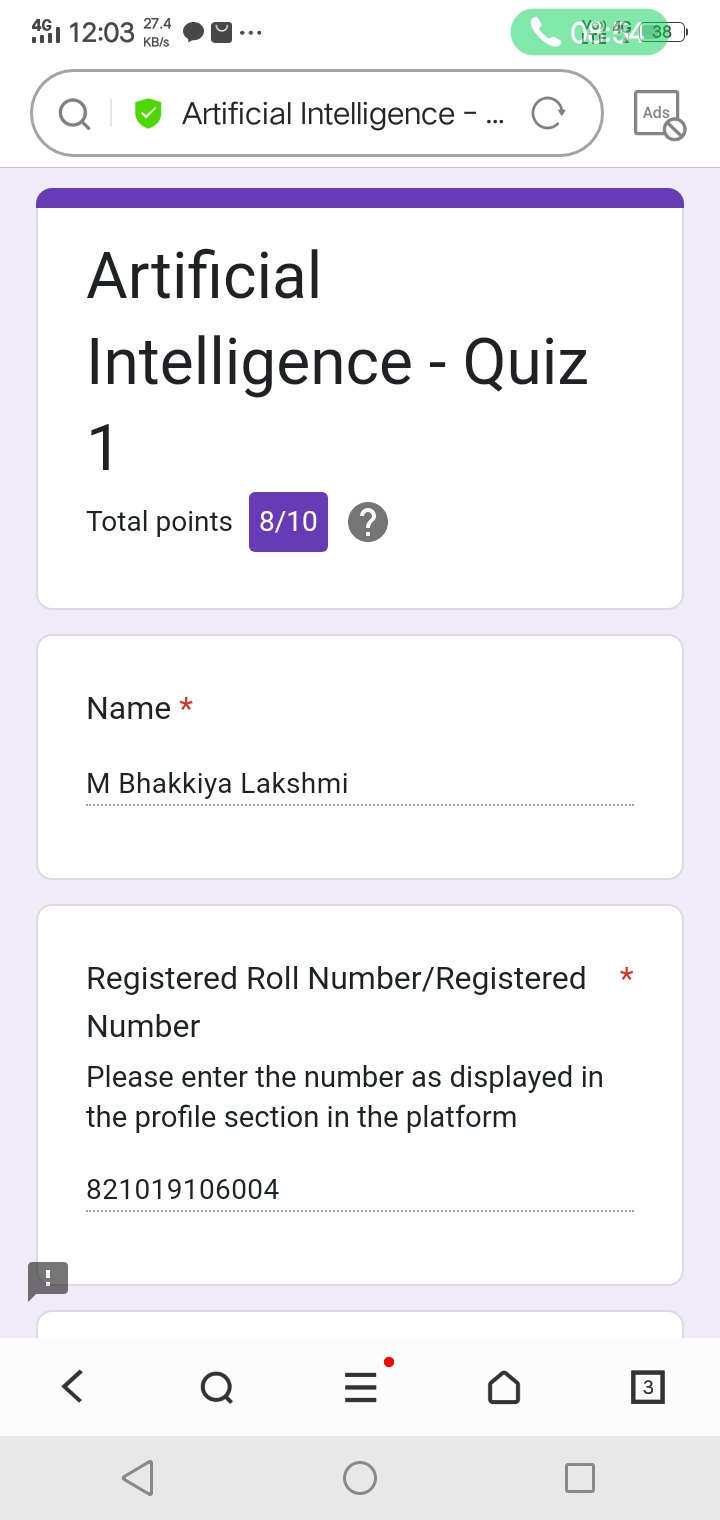 4G 12:03 27.4 KB/s ... 38
Artificial Intelligence - ...
Ads
Artificial
Intelligence - Quiz
1
Total points 8/10 ?
Name *
M Bhakkiya Lakshmi
Registered Roll Number/Registered *
Number
Please enter the number as displayed in
the profile section in the platform
821019106004
3